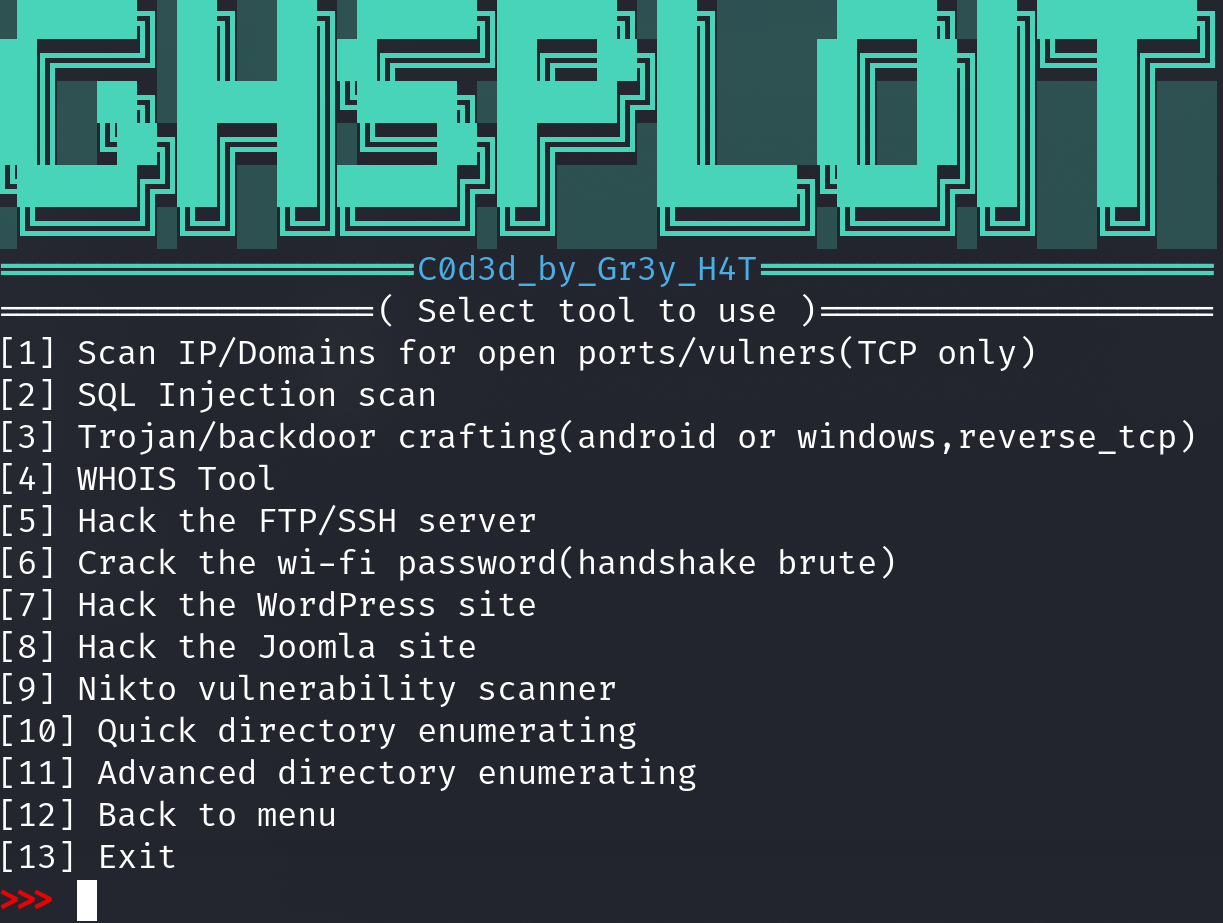 GHSPLOIT
C0d3d_by_Gr3y_H4T
( Select tool to use )
[1] Scan IP/Domains for open ports/vulners(TCP only)
[2] SQL Injection scan
[3] Trojan/backdoor crafting(android or windows,reverse_tcp)
[4] WHOIS Tool
[5] Hack the FTP/SSH server
[6] Crack the wi-fi password(handshake brute)
[7] Hack the WordPress site
[8] Hack the Joomla site
[9] Nikto vulnerability scanner
[10] Quick directory enumerating
[11] Advanced directory enumerating
[12] Back to menu
[13] Exit
>>>